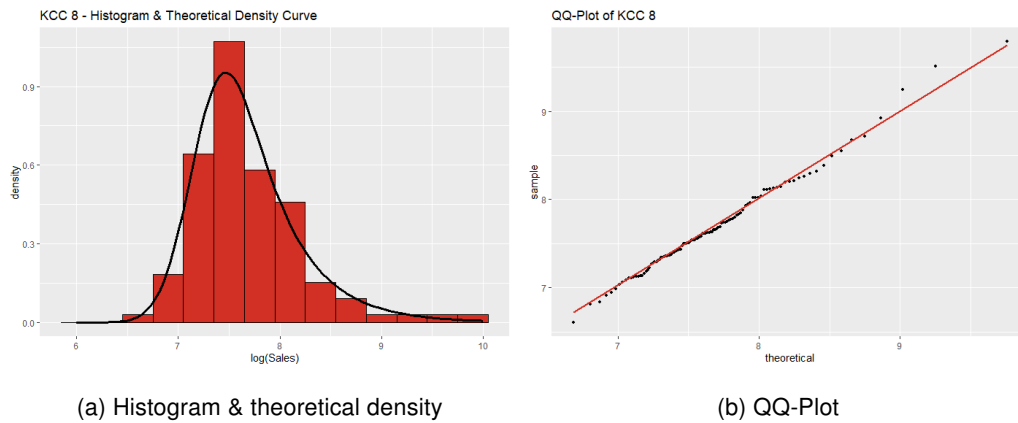 KCC 8 - Histogram & Theoretical Density Curve
density
0.9
0.6
0.3
0.0
6 7 8 9 10
log(Sales)
(a) Histogram & theoretical density
QQ-Plot of KCC 8
sample
9
8
7
7 8 9
theoretical
(b) QQ-Plot